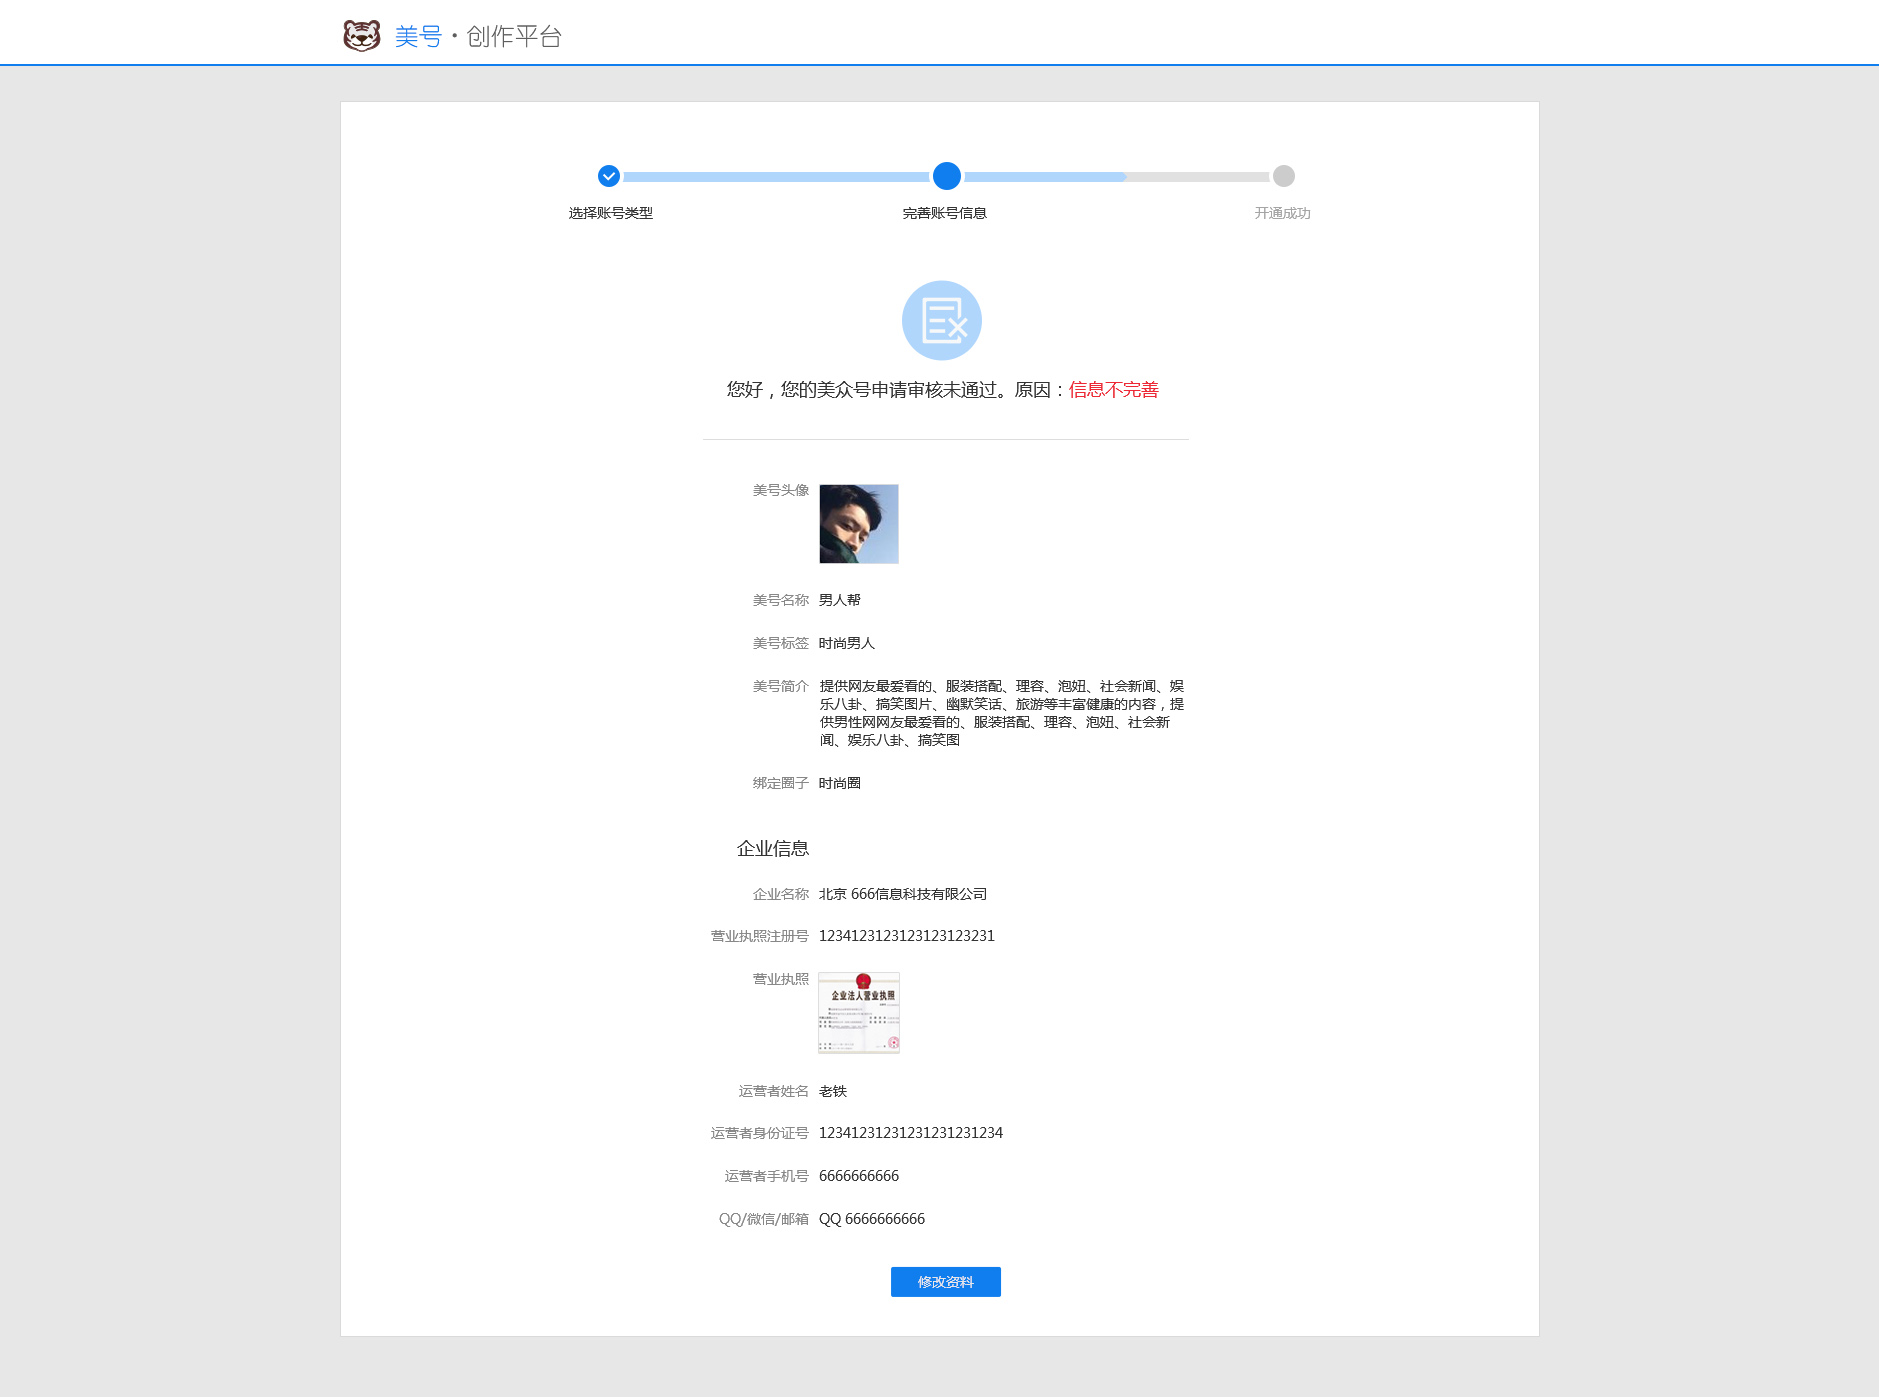 美号·创作平台
选择账号类型
完善账号信息
开通成功
您好，您的美众号申请审核未通过。原因：信息不完善
美号头像
美号名称 男人帮
美号标签 时尚男人
美号简介 提供网友最爱看的、服装搭配、理容、泡妞、社会新闻、娱
乐八卦、搞笑图片、幽默笑话、旅游等丰富健康的内容，提
供男性网网友最爱看的、服装搭配、理容、泡妞、社会新
闻、娱乐八卦、搞笑图
绑定圈子 时尚圈
企业信息
企业名称 北京 666信息科技有限公司
营业执照注册号 1234123123123123123231
营业执照
企业法人营业执照
运营者姓名 老铁
运营者身份证号 12341231231231231231234
运营者手机号 6666666666
QQ/微信/邮箱 QQ 6666666666
修改资料